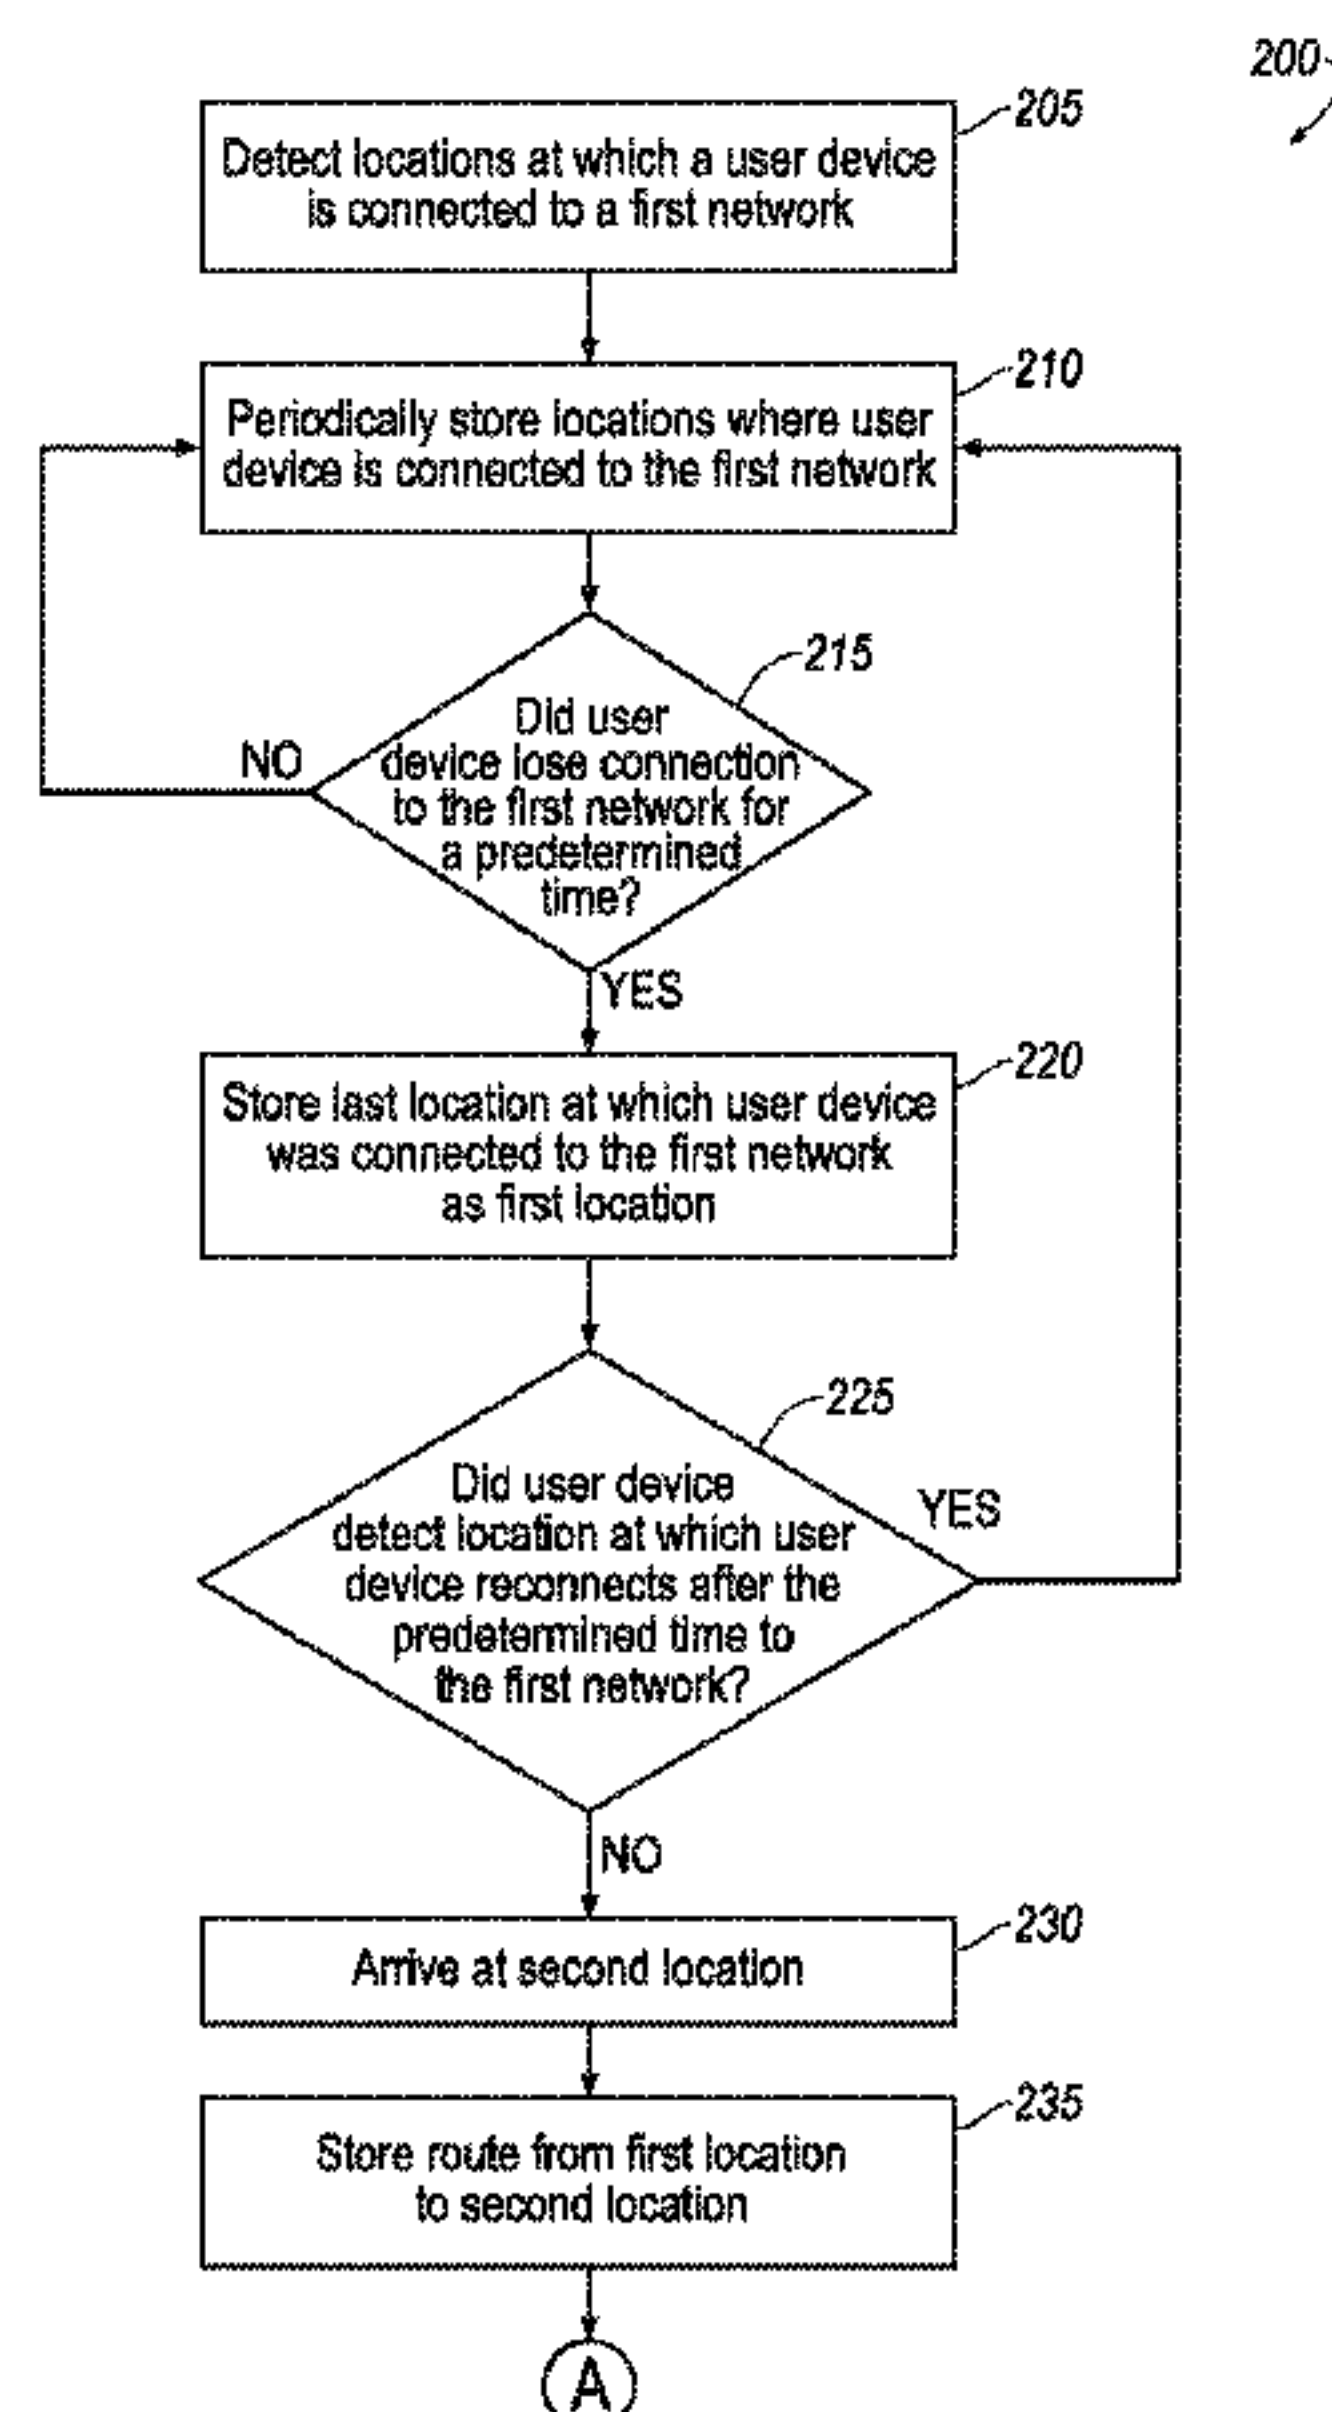 200
205
Detect locations at which a user device
is connected to a first network
210
Periodically store locations where user
device is connected to the first network
215
Did user
device lose connection
to the first network for
a predetermined
time?
NO
YES
220
Store last location at which user device
was connected to the first network
as first location
225
Did user device
detect location at which user
device reconnects after the
predetermined time to
the first network?
YES
NO
230
Arrive at second location
235
Store route from first location
to second location
A